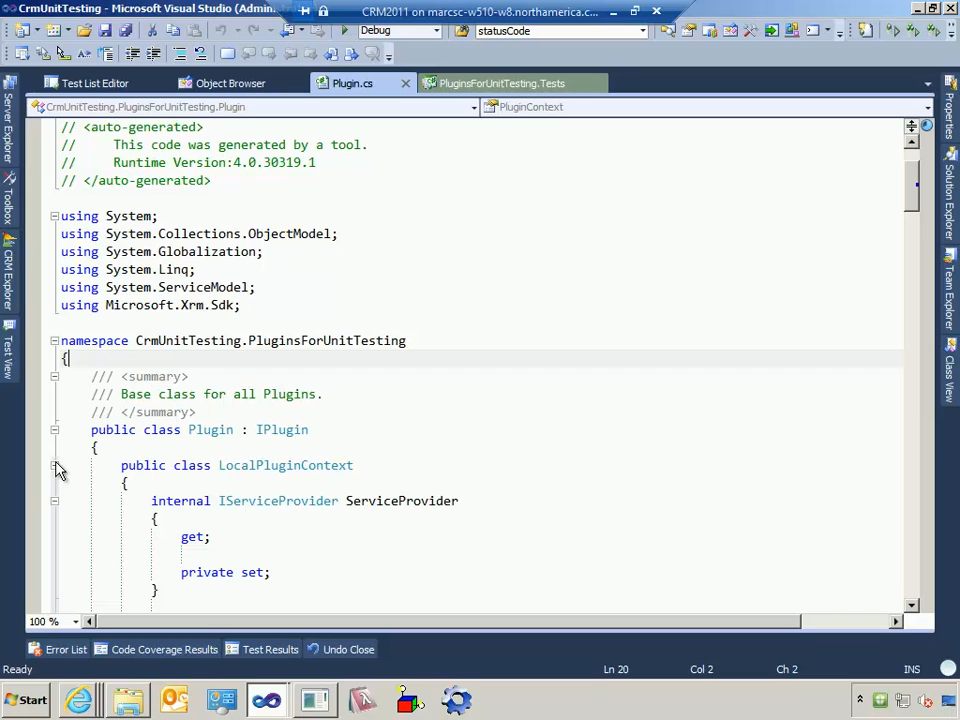 CrmUnitTesting - Microsoft Visual Studio (Admin
CRM2011 on marcsc-w510-w8.northamerica.c...
Debug
statusCode
Test List Editor
Object Browser
Plugin.cs
PluginsForUnitTesting.Tests
CrmUnitTesting.PluginsForUnitTesting.Plugin
PluginContext
// <auto-generated>
//     This code was generated by a tool.
//     Runtime Version:4.0.30319.1
// </auto-generated>
using System;
using System.Collections.ObjectModel;
using System.Globalization;
using System.Linq;
using System.ServiceModel;
using Microsoft.Xrm.Sdk;
namespace CrmUnitTesting.PluginsForUnitTesting
{
/// <summary>
/// Base class for all Plugins.
/// </summary>
public class Plugin : IPlugin
{
public class LocalPluginContext
{
internal IServiceProvider ServiceProvider
{
get;
private set;
}
Server Explorer
Toolbox
CRM Explorer
Test View
Properties
Solution Explorer
Team Explorer
Class View
100 %
Error List
Code Coverage Results
Test Results
Undo Close
Ready
Ln 20
Col 2
Ch 2
INS
Start